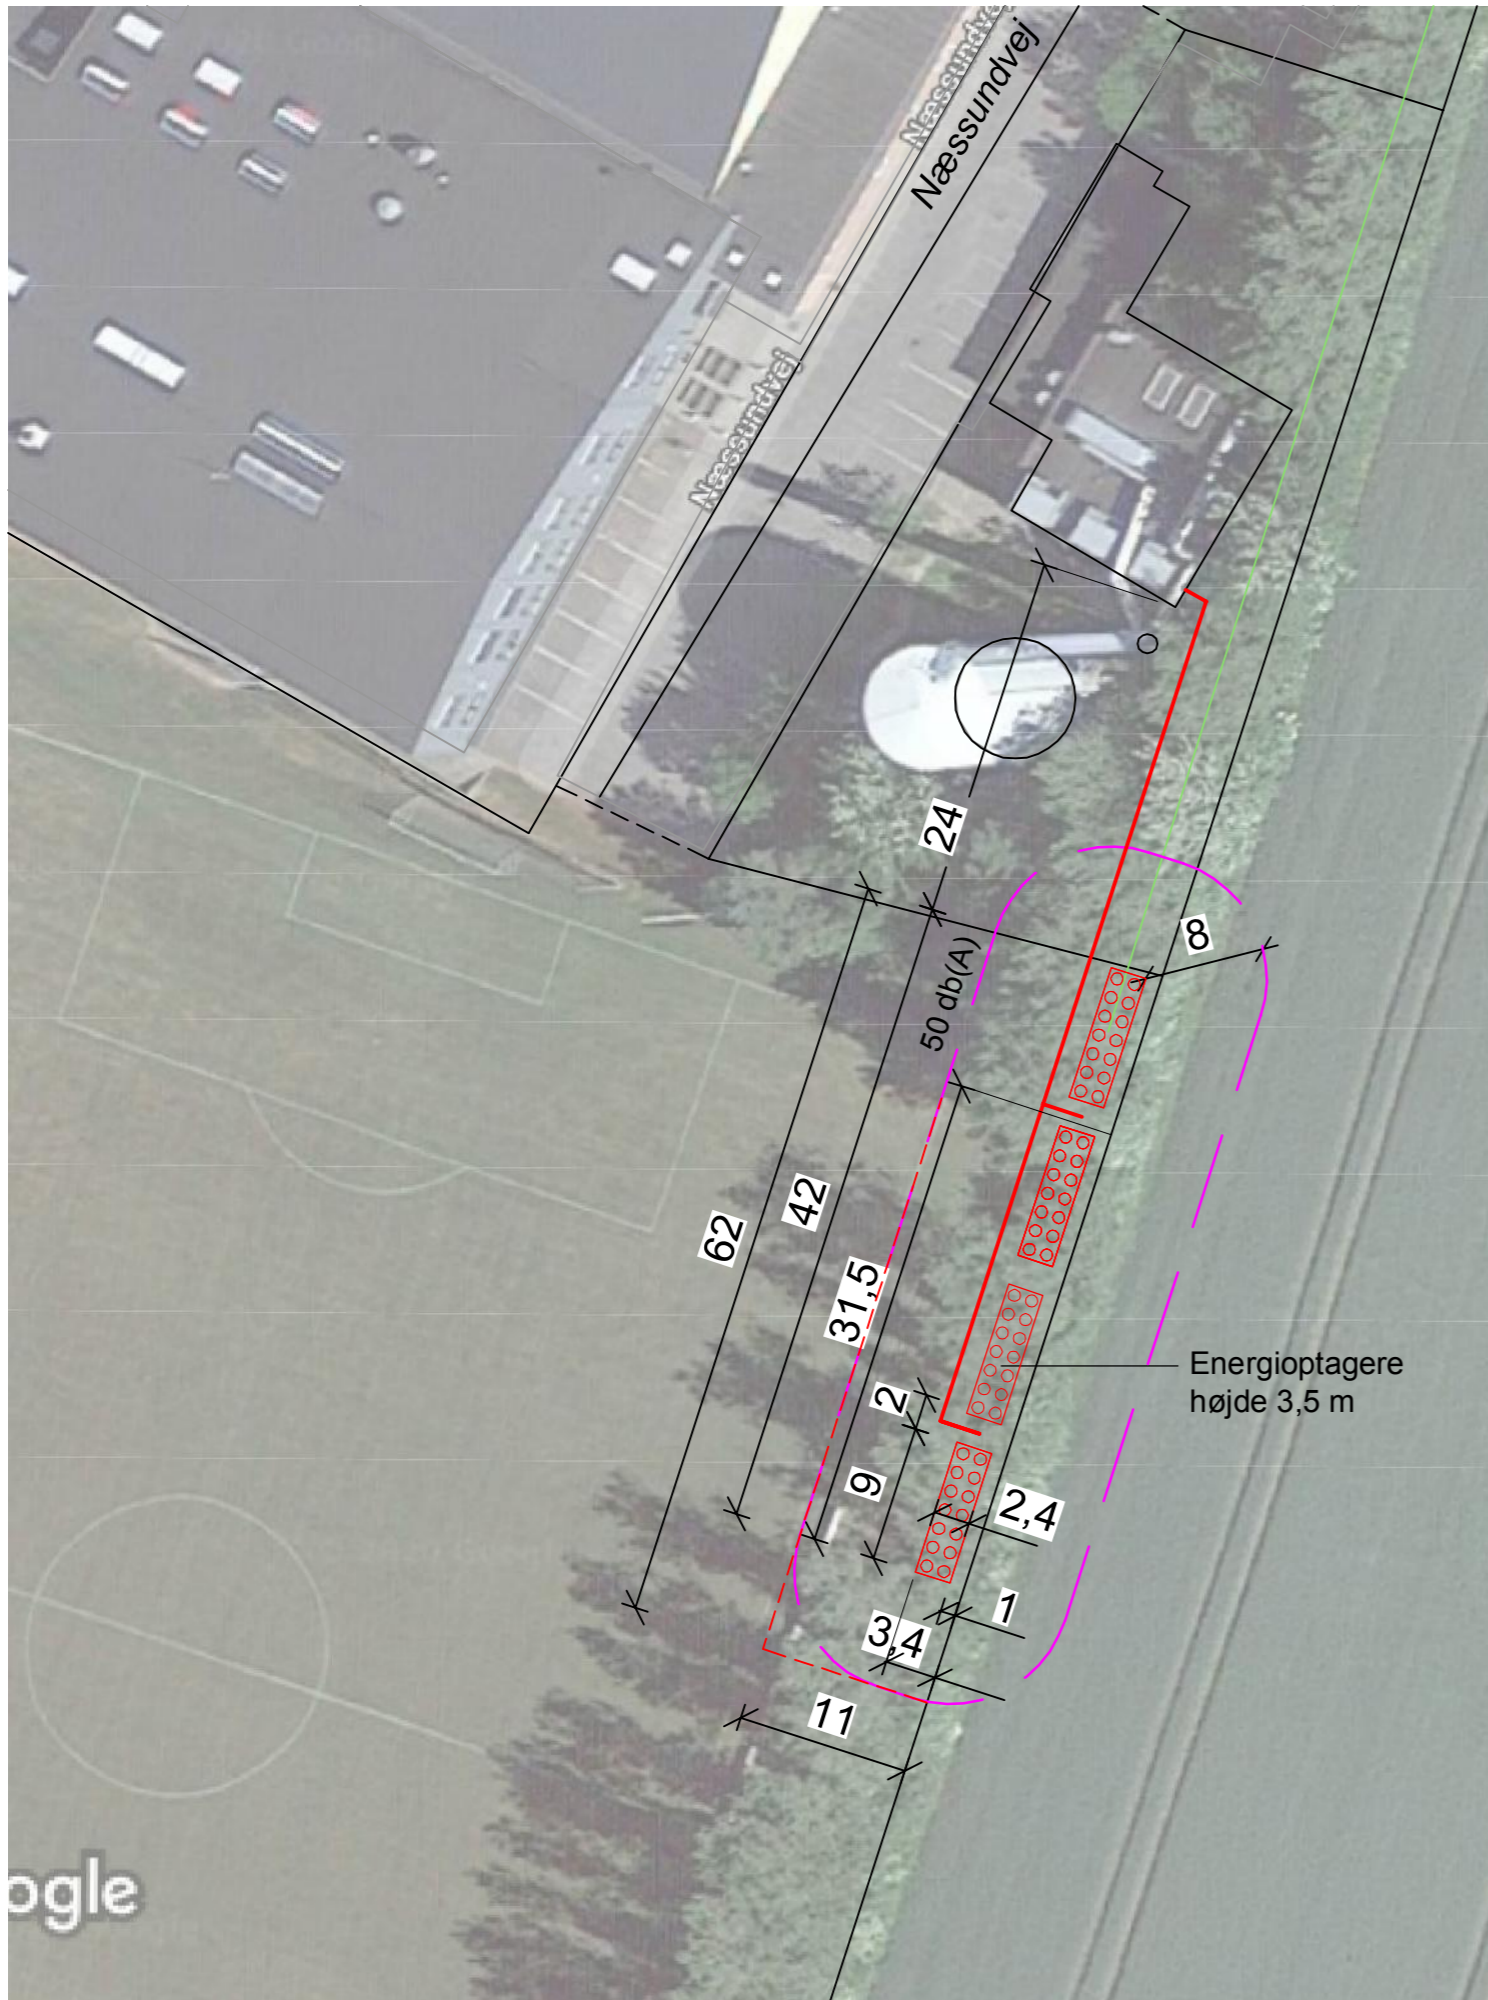 Næssundvej
Næssundvej
Næssundvej
24
8
50 db(A)
62
42
31,5
2
9
Energioptagere
højde 3,5 m
2,4
1
3,4
11
ogle